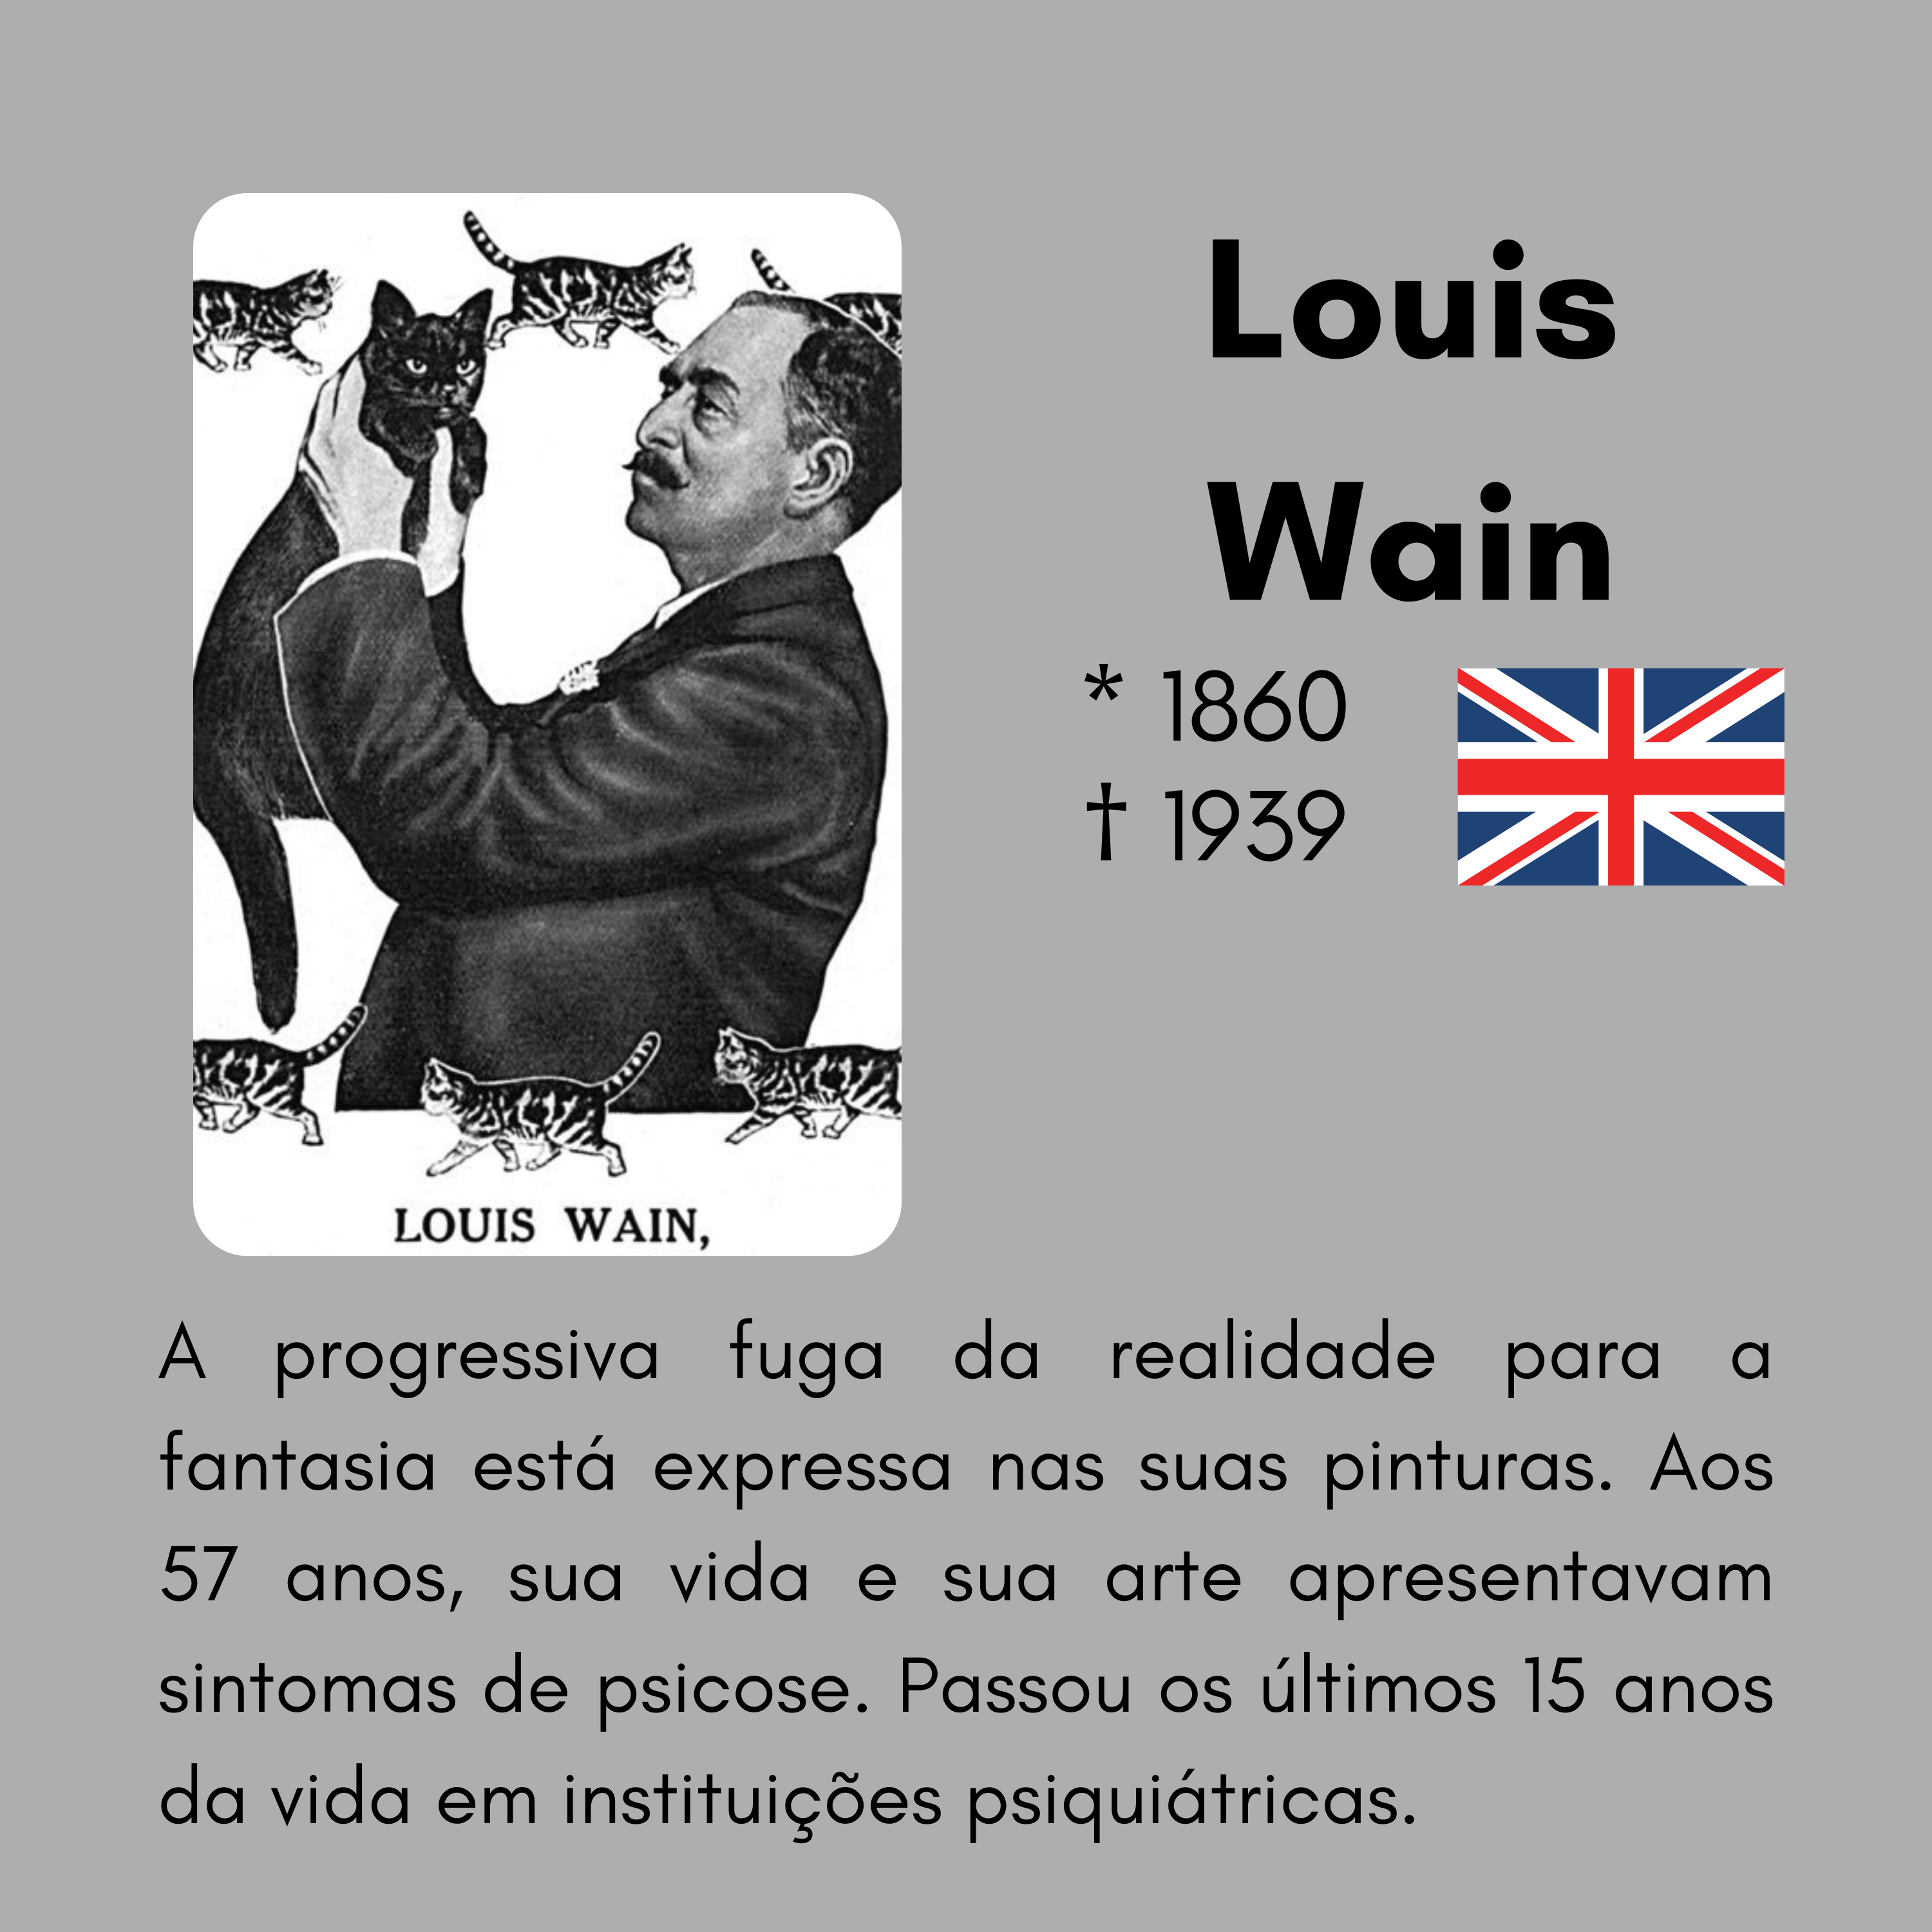 Louis
Wain
* 1860
† 1939
LOUIS WAIN,
A progressiva fuga da realidade para a
fantasia está expressa nas suas pinturas. Aos
57 anos, sua vida e sua arte apresentavam
sintomas de psicose. Passou os últimos 15 anos
da vida em instituições psiquiátricas.